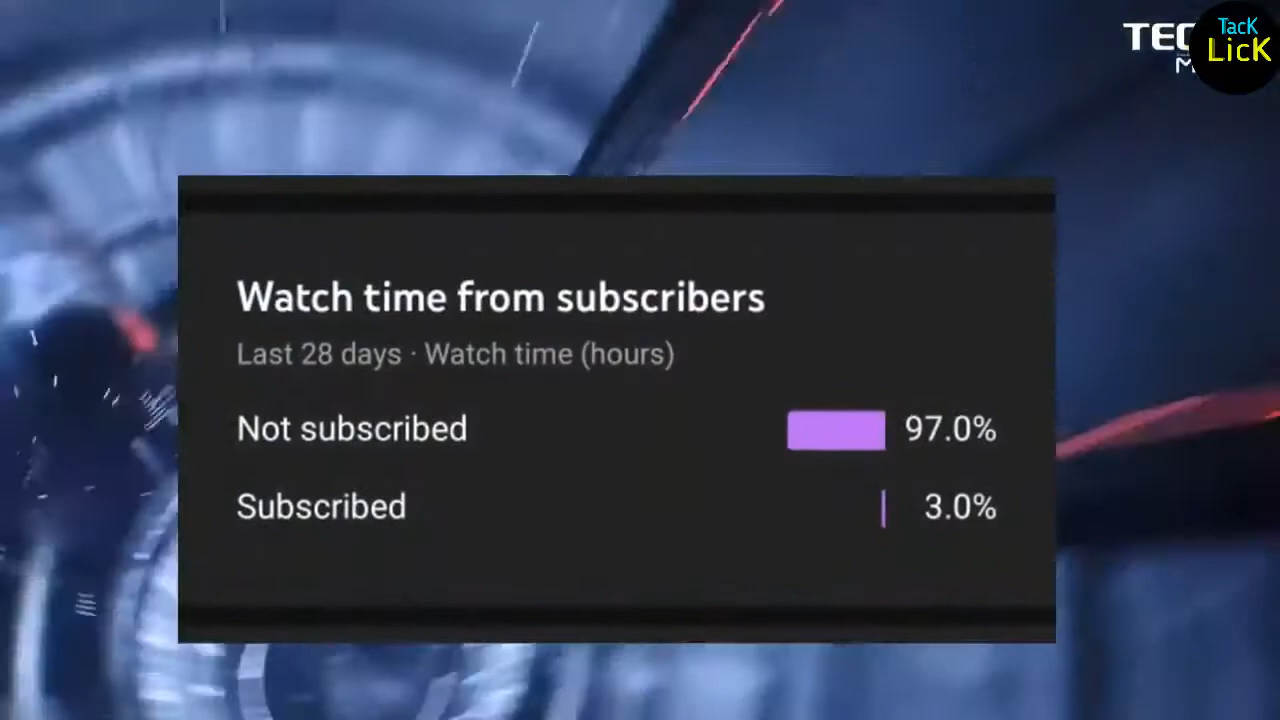 TacK
LicK
Watch time from subscribers
Last 28 days · Watch time (hours)
Not subscribed 97.0%
Subscribed 3.0%